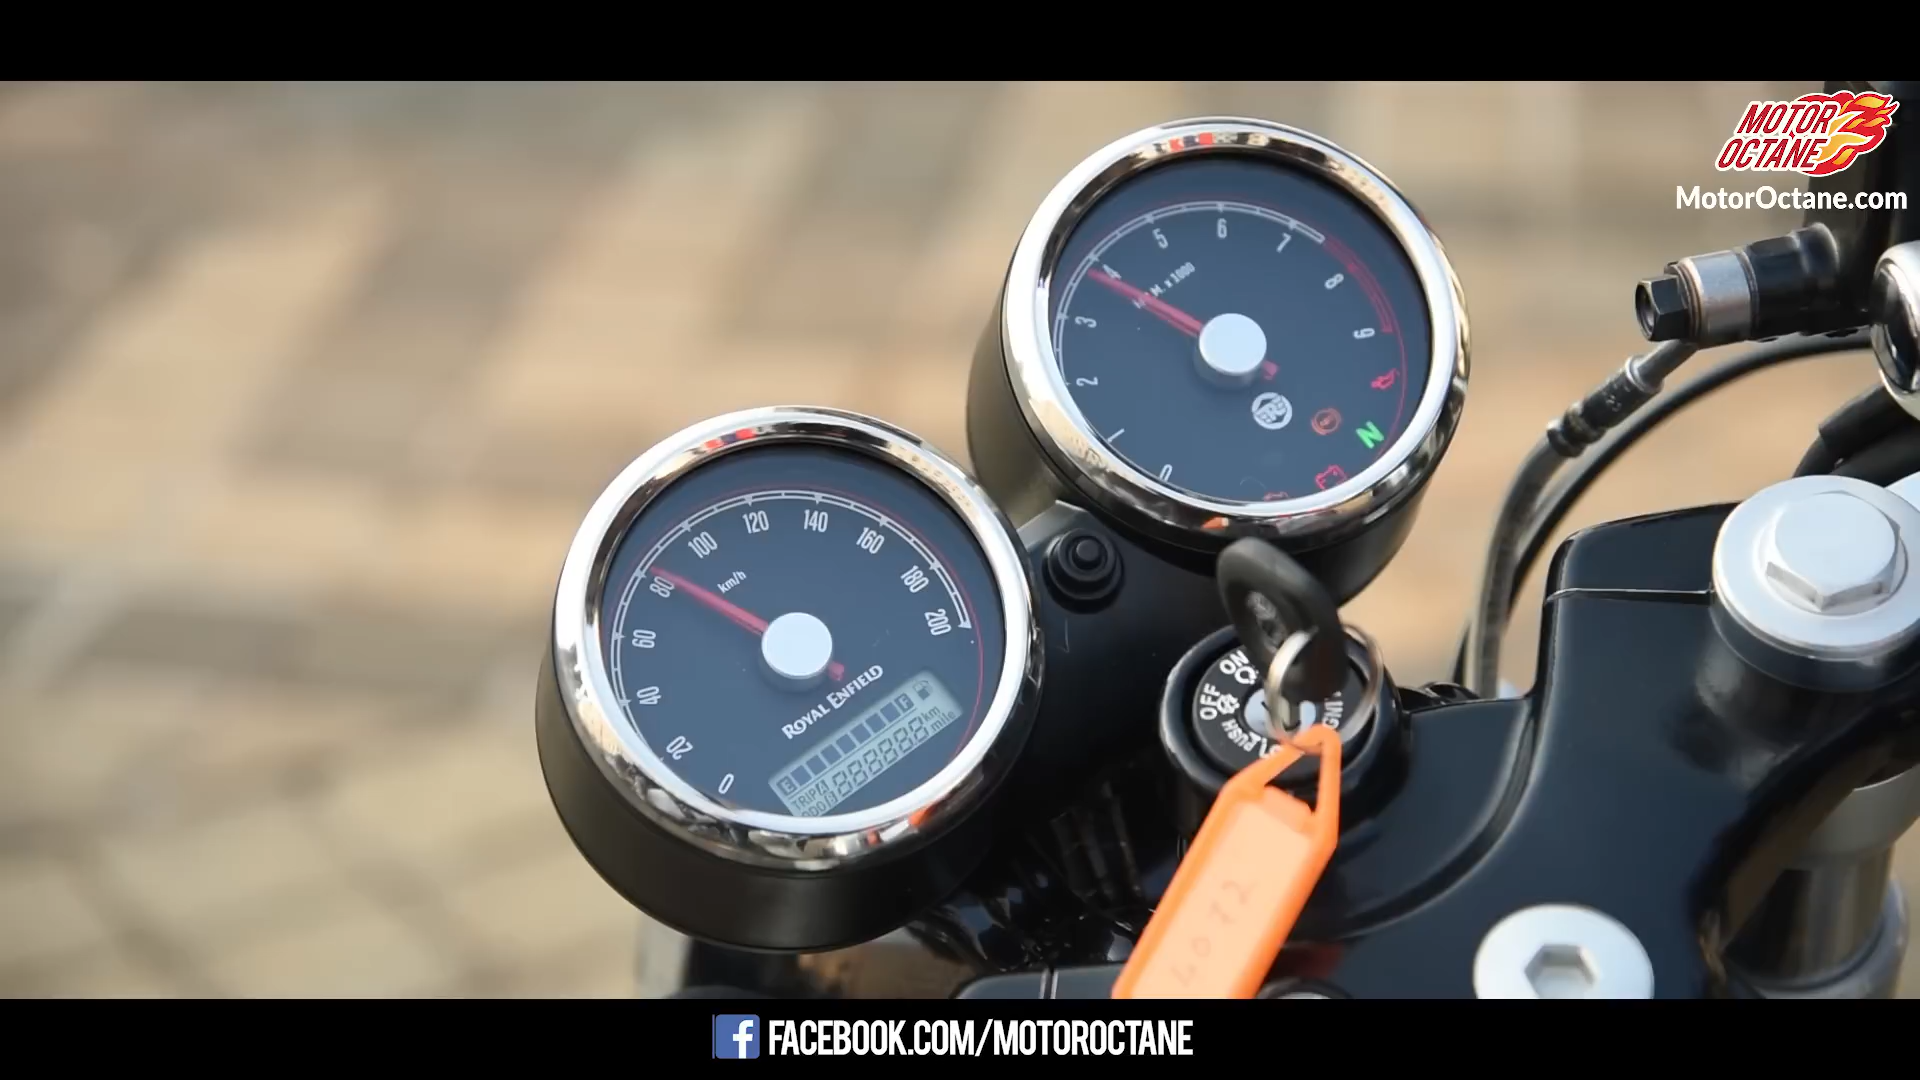 MOTOR
OCTANE
MotorOctane.com
0 1 2 3 4 5 6 7 8 9
x 1000
N
0 20 40 60 80 100 120 140 160 180 200
km/h
ROYAL ENFIELD
E F
TRIP A 888888 km
ODO B mile
OFF ON
PUSH
FACEBOOK.COM/MOTOROCTANE